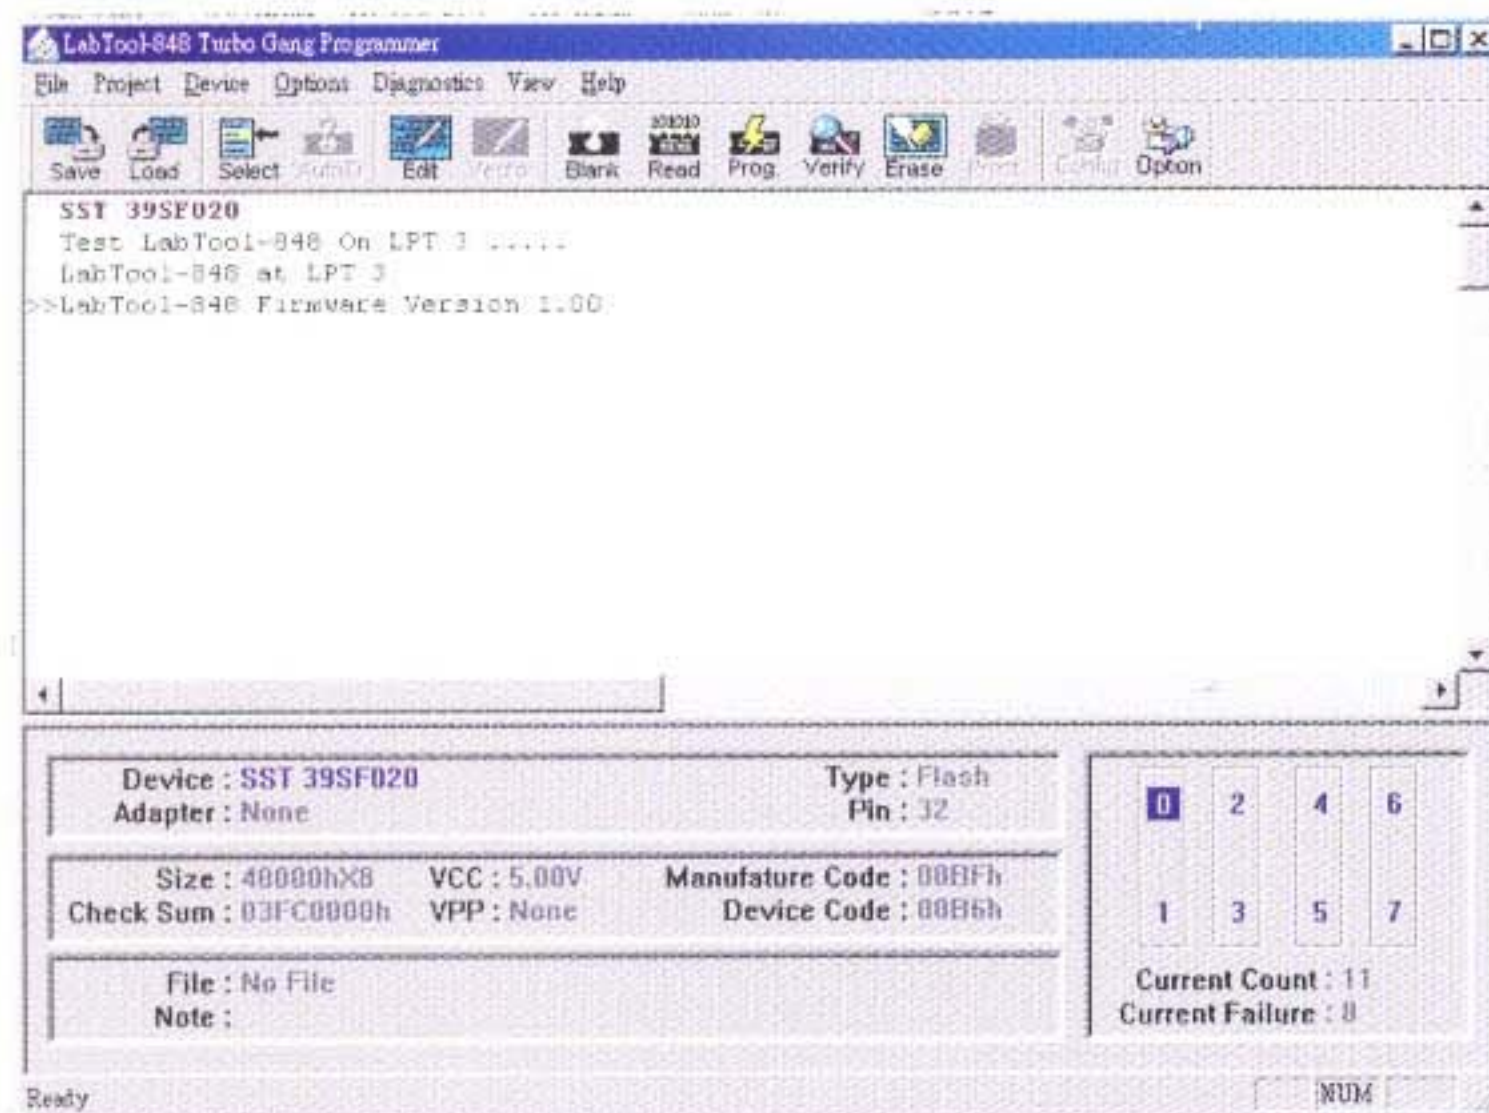 LabTool-848 Turbo Gang Programmer
File Project Device Options Diagnostics View Help
Save Load Select Edit Blank Read Prog. Verify Erase Option
SST 39SF020
Test LabTool-848 On LPT 3 .....
LabTool-848 at LPT 3
>>LabTool-848 Firmware Version 1.00
Device : SST 39SF020 Type : Flash
Adapter : None Pin : 32
Size : 40000hX8 VCC : 5.00V Manufature Code : 00BFh
Check Sum : 03FC0000h VPP : None Device Code : 00B6h
File : No File
Note :
0 2 4 6
1 3 5 7
Current Count : 11
Current Failure :
Ready NUM